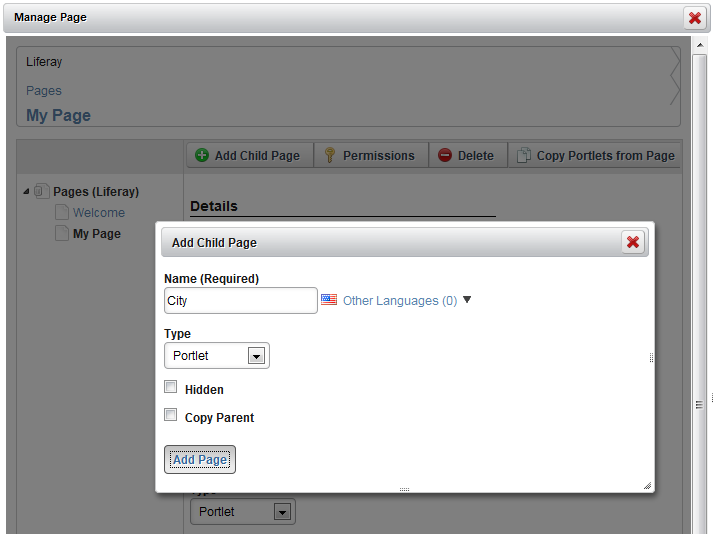 Manage Page
Liferay
Pages
My Page
Add Child Page Permissions Delete Copy Portlets from Page
Pages (Liferay)
Welcome
My Page
Details
Add Child Page
Name (Required)
City Other Languages (0)
Type
Portlet
Hidden
Copy Parent
Add Page
Type
Portlet